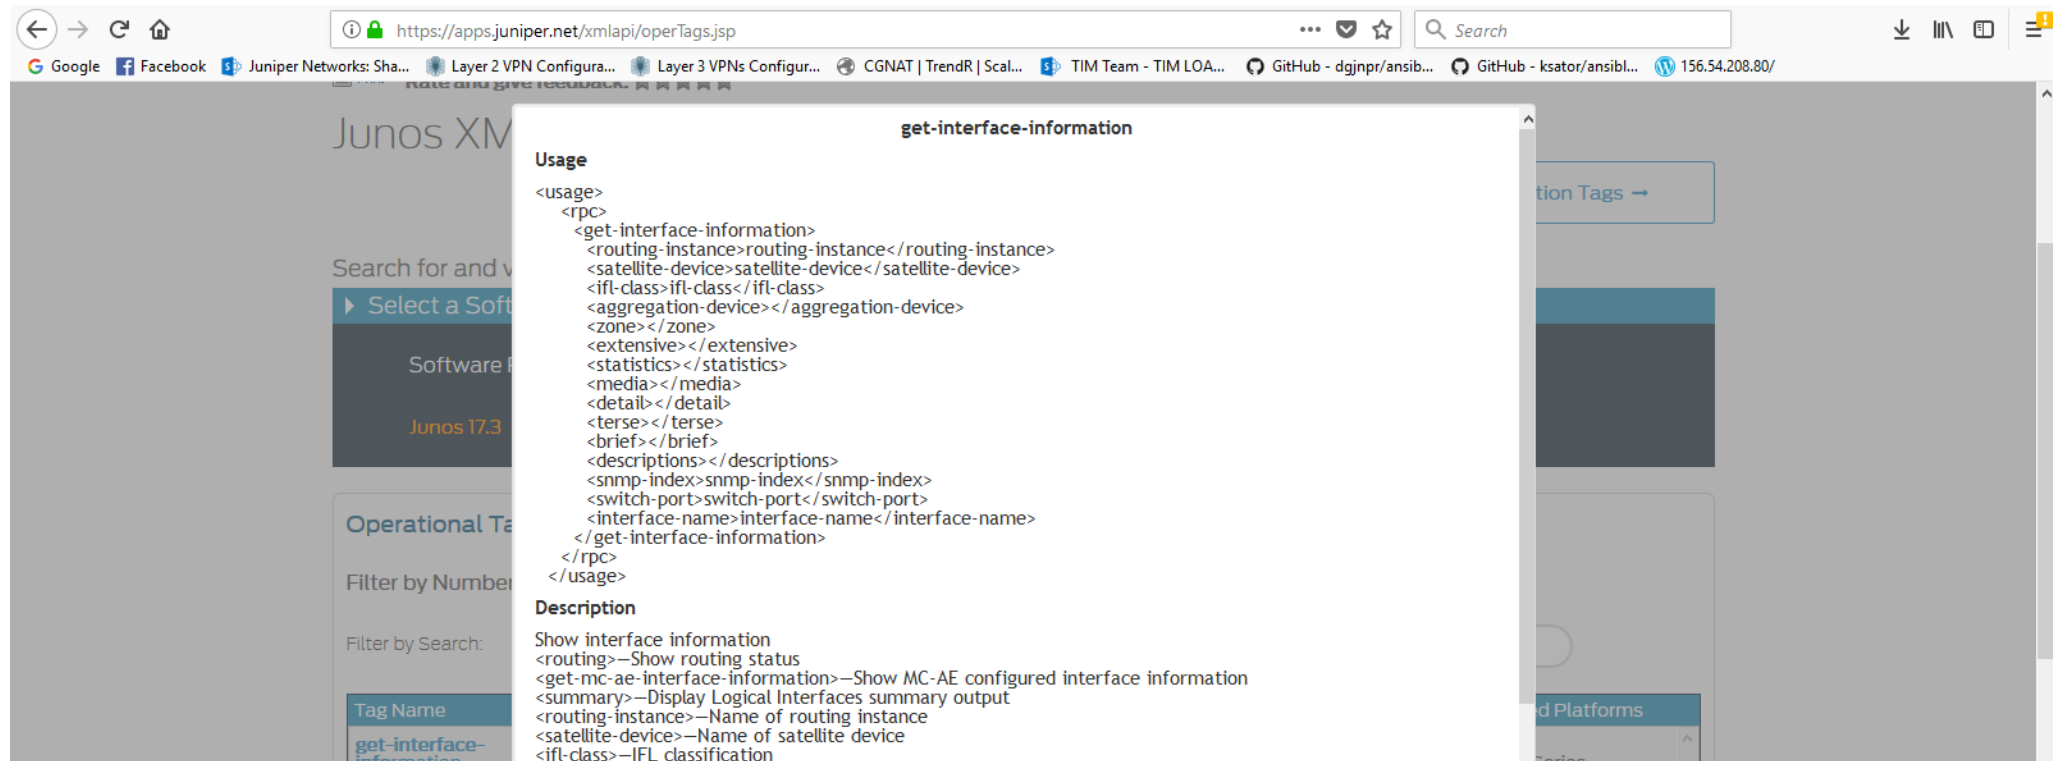 https://apps.juniper.net/xmlapi/operTags.jsp
Search
Google
Facebook
Juniper Networks: Sha...
Layer 2 VPN Configura...
Layer 3 VPNs Configur...
CGNAT | TrendR | Scal...
TIM Team - TIM LOA...
GitHub - dgjnpr/ansib...
GitHub - ksator/ansibl...
156.54.208.80/
Rate and give feedback:
Junos XM
tion Tags →
Search for and v
Select a Soft
Software
Junos 17.3
Operational Ta
Filter by Number
Filter by Search:
Tag Name
d Platforms
get-interface-
information
Series
get-interface-information
Usage
<usage>
<rpc>
<get-interface-information>
<routing-instance>routing-instance</routing-instance>
<satellite-device>satellite-device</satellite-device>
<ifl-class>ifl-class</ifl-class>
<aggregation-device></aggregation-device>
<zone></zone>
<extensive></extensive>
<statistics></statistics>
<media></media>
<detail></detail>
<terse></terse>
<brief></brief>
<descriptions></descriptions>
<snmp-index>snmp-index</snmp-index>
<switch-port>switch-port</switch-port>
<interface-name>interface-name</interface-name>
</get-interface-information>
</rpc>
</usage>
Description
Show interface information
<routing>—Show routing status
<get-mc-ae-interface-information>—Show MC-AE configured interface information
<summary>—Display Logical Interfaces summary output
<routing-instance>—Name of routing instance
<satellite-device>—Name of satellite device
<ifl-class>—IFL classification